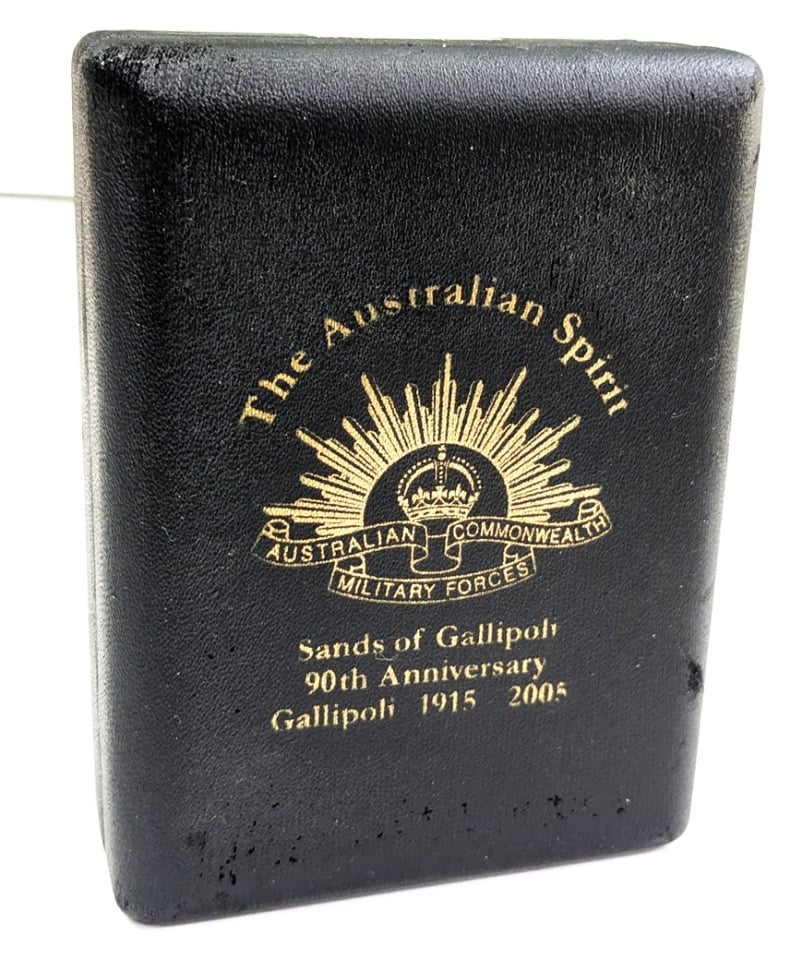 The Australian Spirit
AUSTRALIAN COMMONWEALTH
MILITARY FORCES
Sands of Gallipoli
90th Anniversary
Gallipoli 1915 2005